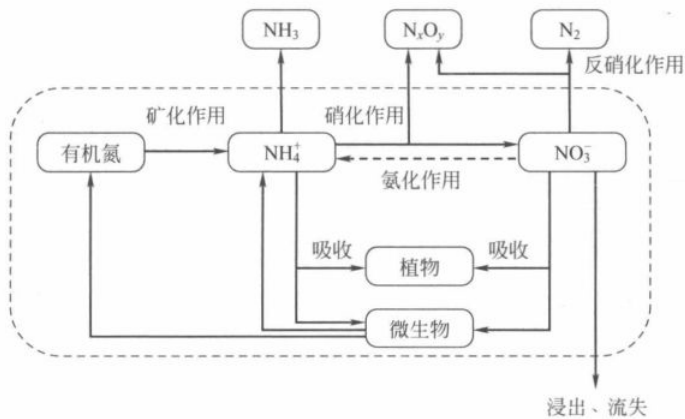 NH₃
NₓOᵧ
N₂
反硝化作用
矿化作用
硝化作用
有机氮
NH₄⁺
NO₃⁻
氨化作用
吸收
植物
吸收
微生物
浸出、流失